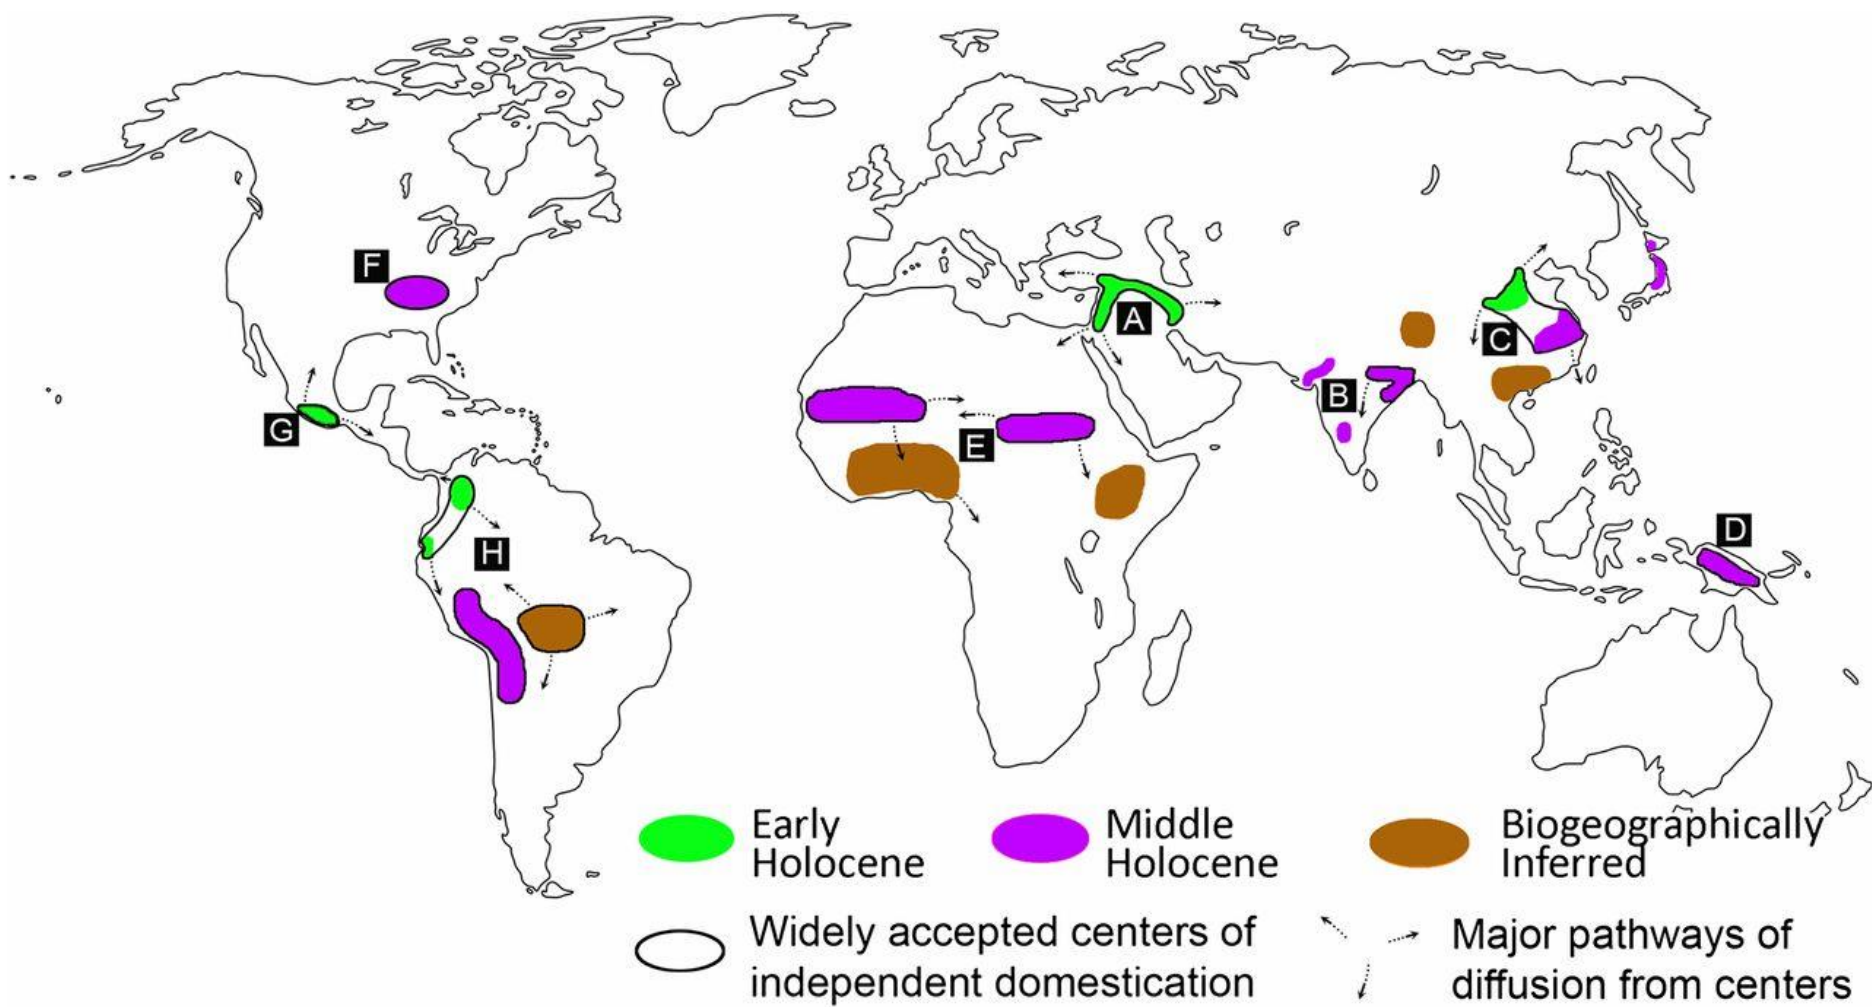 F
A
C
B
G
E
D
H
Early
Holocene
Middle
Holocene
Biogeographically
Inferred
Widely accepted centers of
independent domestication
Major pathways of
diffusion from centers